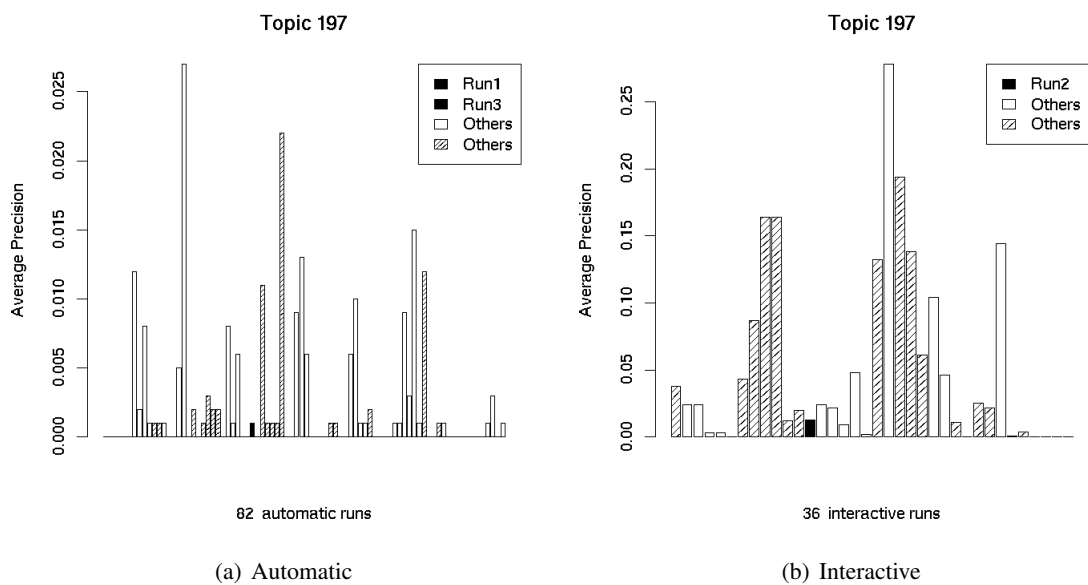 Topic 197
Average Precision
0.025
0.020
0.015
0.010
0.005
0.000
Run1
Run3
Others
Others
82 automatic runs
(a) Automatic
Topic 197
Average Precision
0.25
0.20
0.15
0.10
0.05
0.00
Run2
Others
Others
36 interactive runs
(b) Interactive